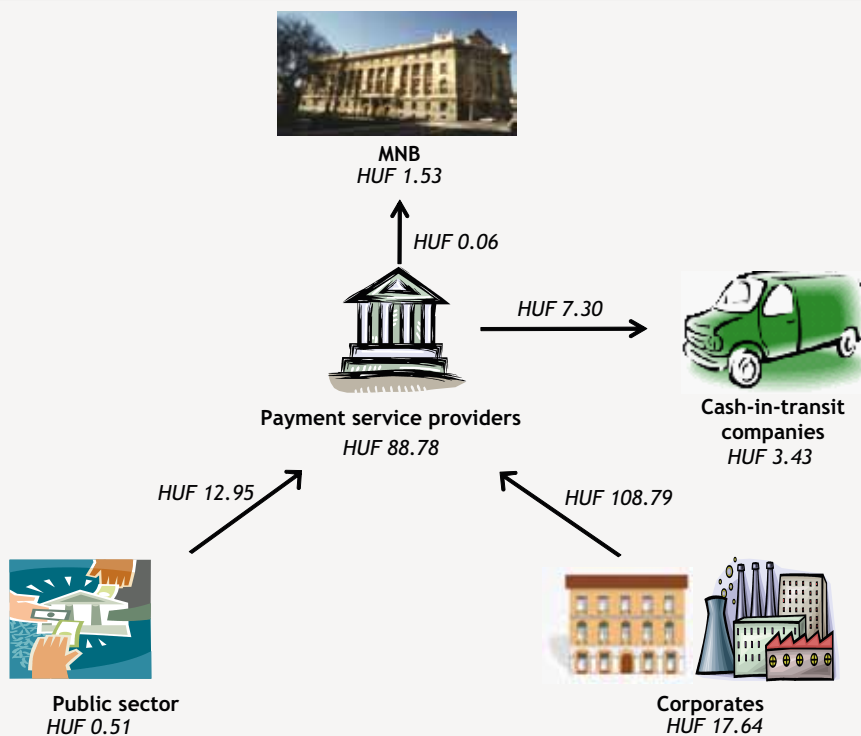 MNB
HUF 1.53
HUF 0.06
HUF 7.30
Payment service providers
HUF 88.78
Cash-in-transit
companies
HUF 3.43
HUF 12.95
HUF 108.79
Public sector
HUF 0.51
Corporates
HUF 17.64